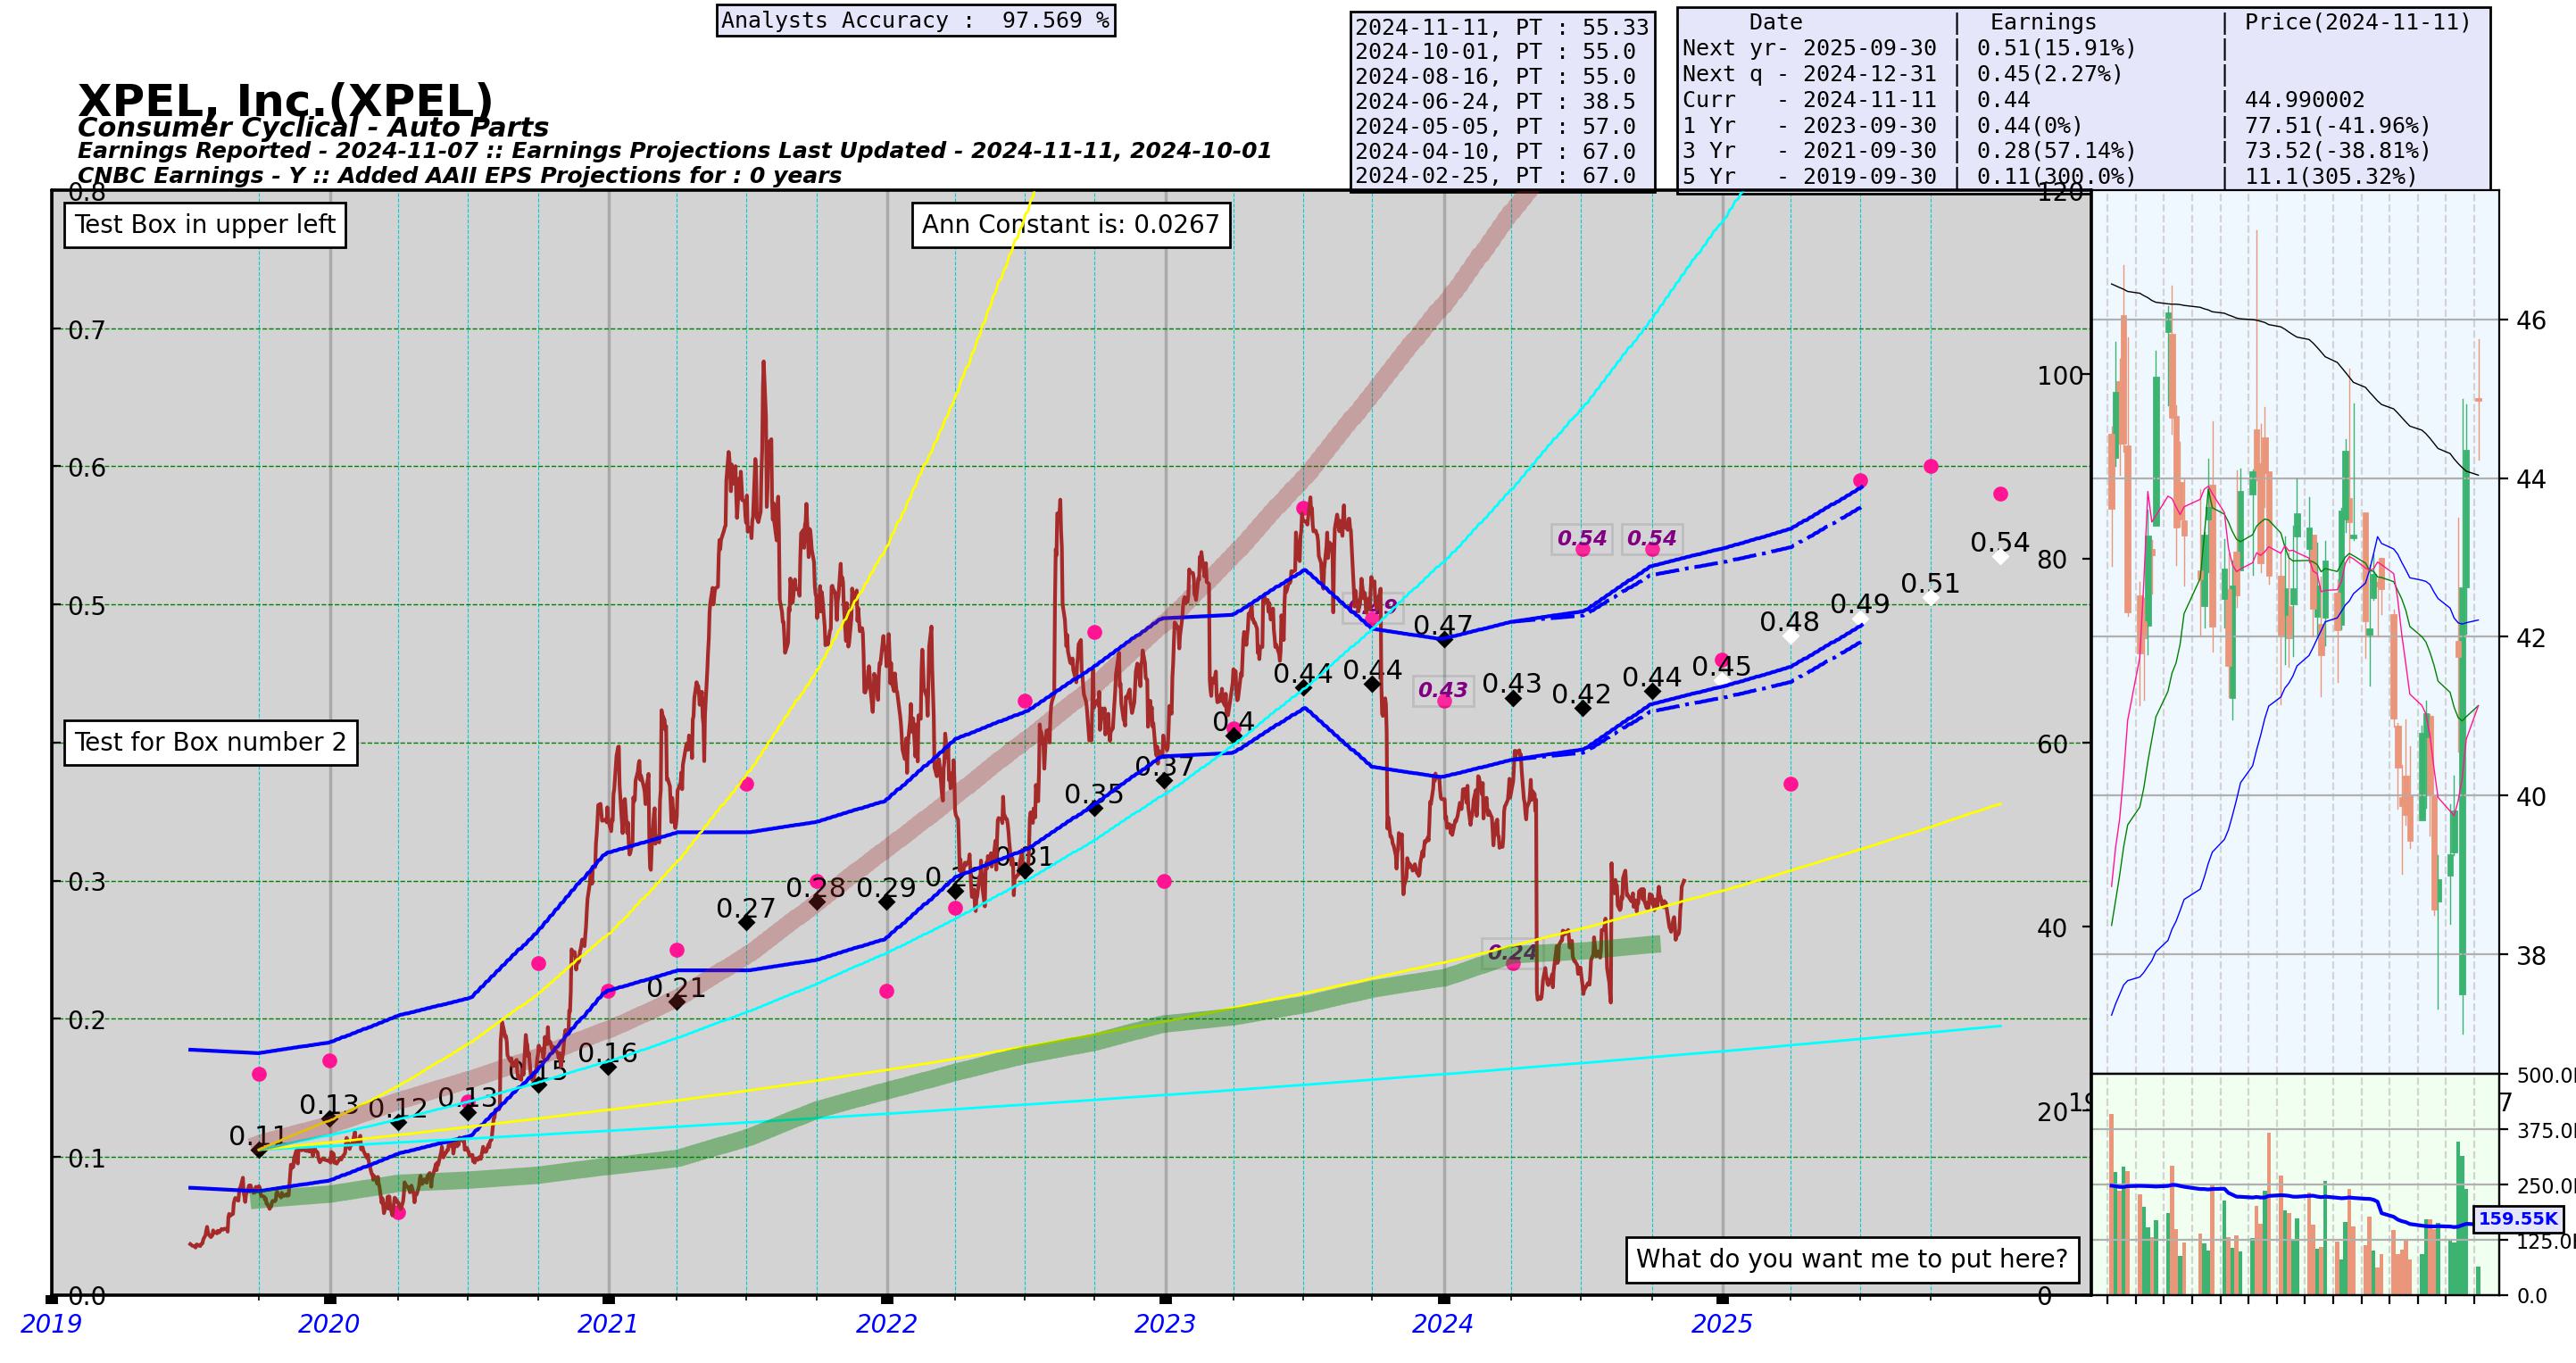 Analysts Accuracy :  97.569 %
2024-11-11, PT : 55.33
2024-10-01, PT : 55.0
2024-08-16, PT : 55.0
2024-06-24, PT : 38.5
2024-05-05, PT : 57.0
2024-04-10, PT : 67.0
2024-02-25, PT : 67.0
Date | Earnings | Price(2024-11-11)
Next yr- 2025-09-30 | 0.51(15.91%) |
Next q - 2024-12-31 | 0.45(2.27%) |
Curr - 2024-11-11 | 0.44 | 44.990002
1 Yr - 2023-09-30 | 0.44(0%) | 77.51(-41.96%)
3 Yr - 2021-09-30 | 0.28(57.14%) | 73.52(-38.81%)
5 Yr - 2019-09-30 | 0.11(300.0%) | 11.1(305.32%)
XPEL, Inc.(XPEL)
Consumer Cyclical - Auto Parts
Earnings Reported - 2024-11-07 :: Earnings Projections Last Updated - 2024-11-11, 2024-10-01
CNBC Earnings - Y :: Added AAII EPS Projections for : 0 years
Test Box in upper left
Ann Constant is: 0.0267
Test for Box number 2
What do you want me to put here?
0.8
0.7
0.6
0.5
0.3
0.2
0.1
0.0
0.11
0.13
0.12
0.13
0.15
0.16
0.21
0.27
0.28
0.29
0.31
0.35
0.37
0.4
0.44
0.44
0.47
0.43
0.42
0.44
0.45
0.48
0.49
0.51
0.54
0.43
0.24
0.54
0.54
120
100
80
60
40
20
0
46
44
42
40
38
500.0
375.0
250.0
125.0
0.0
159.55K
2019
2020
2021
2022
2023
2024
2025